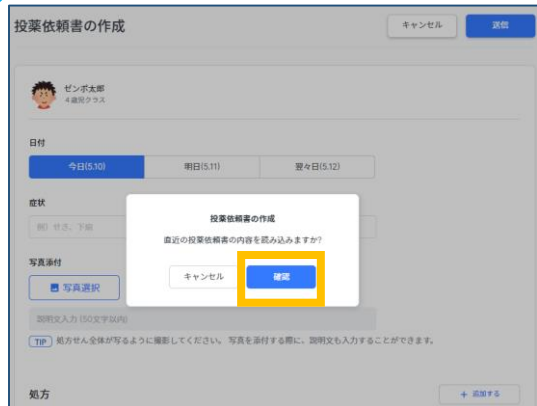 投薬依頼書の作成
キャンセル 送信
ゼンボ太郎
4歳児クラス
日付
今日(5.10) 明日(5.11) 翌々日(5.12)
症状
例) せき、下痢
投薬依頼書の作成
直近の投薬依頼書の内容を読み込みますか?
キャンセル 確認
写真添付
写真選択
説明文入力 (50文字以内)
TIP 処方せん全体が写るように撮影してください。 写真を添付する際に、説明文も入力することができます。
処方
+ 追加する